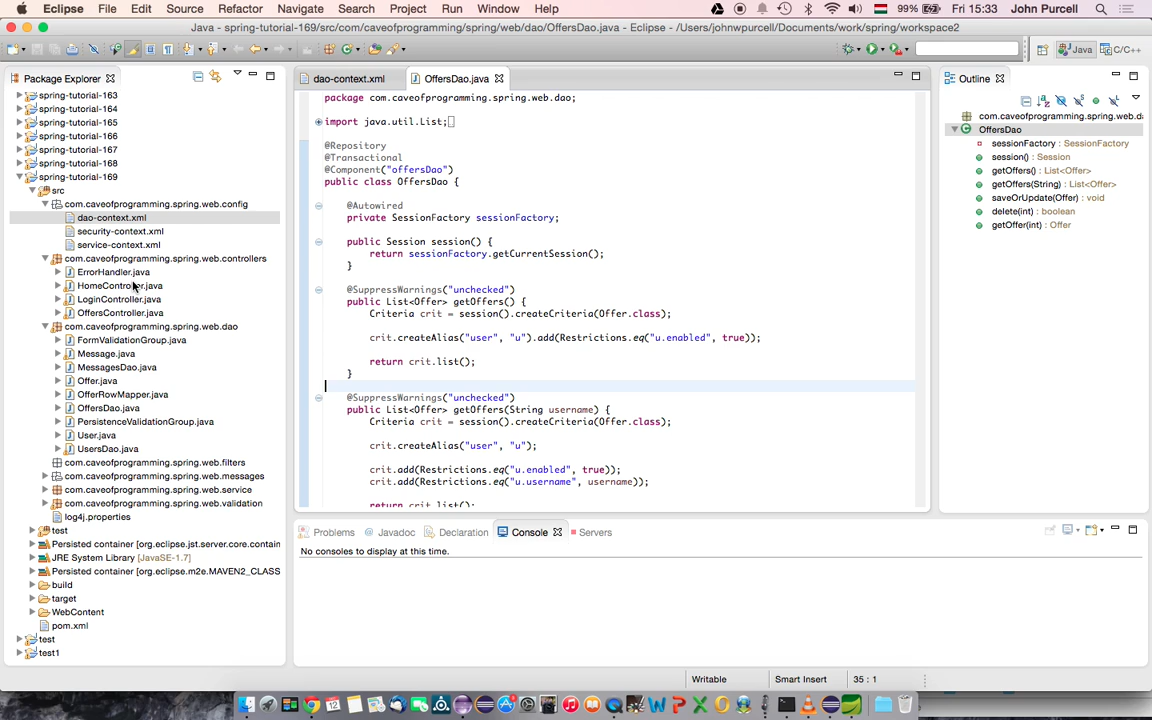 Eclipse File Edit Source Refactor Navigate Search Project Run Window Help 99% Fri 15:33 John Purcell
Java - spring-tutorial-169/src/com/caveofprogramming/spring/web/dao/OffersDao.java - Eclipse - /Users/johnwpurcell/Documents/work/spring/workspace2
Java C/C++
Package Explorer
spring-tutorial-163
spring-tutorial-164
spring-tutorial-165
spring-tutorial-166
spring-tutorial-167
spring-tutorial-168
spring-tutorial-169
src
com.caveofprogramming.spring.web.config
dao-context.xml
security-context.xml
service-context.xml
com.caveofprogramming.spring.web.controllers
ErrorHandler.java
HomeController.java
LoginController.java
OffersController.java
com.caveofprogramming.spring.web.dao
FormValidationGroup.java
Message.java
MessagesDao.java
Offer.java
OfferRowMapper.java
OffersDao.java
PersistenceValidationGroup.java
User.java
UsersDao.java
com.caveofprogramming.spring.web.filters
com.caveofprogramming.spring.web.messages
com.caveofprogramming.spring.web.service
com.caveofprogramming.spring.web.validation
log4j.properties
test
Persisted container [org.eclipse.jst.server.core.contain
JRE System Library [JavaSE-1.7]
Persisted container [org.eclipse.m2e.MAVEN2_CLASS
build
target
WebContent
pom.xml
test
test1
dao-context.xml OffersDao.java
package com.caveofprogramming.spring.web.dao;
import java.util.List;
@Repository
@Transactional
@Component("offersDao")
public class OffersDao {
@Autowired
private SessionFactory sessionFactory;
public Session session() {
return sessionFactory.getCurrentSession();
}
@SuppressWarnings("unchecked")
public List<Offer> getOffers() {
Criteria crit = session().createCriteria(Offer.class);
crit.createAlias("user", "u").add(Restrictions.eq("u.enabled", true));
return crit.list();
}
@SuppressWarnings("unchecked")
public List<Offer> getOffers(String username) {
Criteria crit = session().createCriteria(Offer.class);
crit.createAlias("user", "u");
crit.add(Restrictions.eq("u.enabled", true));
crit.add(Restrictions.eq("u.username", username));
return crit.list();
Outline
com.caveofprogramming.spring.web.d
OffersDao
sessionFactory : SessionFactory
session() : Session
getOffers() : List<Offer>
getOffers(String) : List<Offer>
saveOrUpdate(Offer) : void
delete(int) : boolean
getOffer(int) : Offer
Problems Javadoc Declaration Console Servers
No consoles to display at this time.
Writable Smart Insert 35 : 1